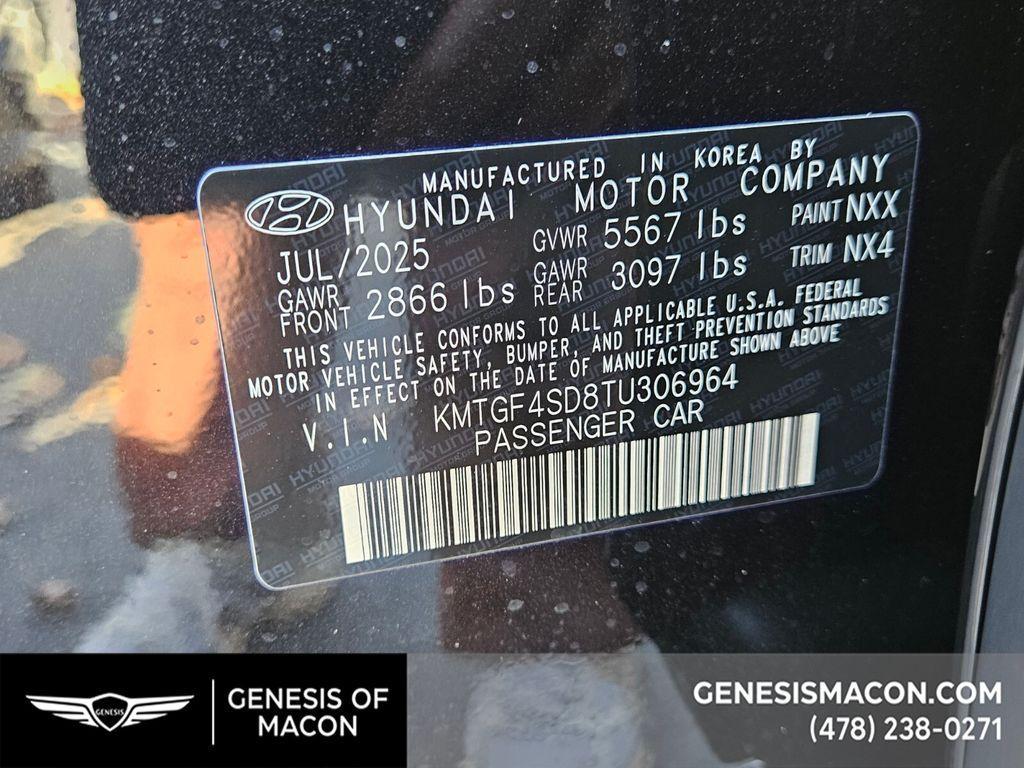 MANUFACTURED IN KOREA BY
HYUNDAI MOTOR COMPANY
JUL/2025 GVWR 5567 lbs PAINT NXX
GAWR FRONT 2866 lbs GAWR REAR 3097 lbs TRIM NX4
THIS VEHICLE CONFORMS TO ALL APPLICABLE U.S.A. FEDERAL
MOTOR VEHICLE SAFETY, BUMPER, AND THEFT PREVENTION STANDARDS
IN EFFECT ON THE DATE OF MANUFACTURE SHOWN ABOVE
V.I.N KMTGF4SD8TU306964
PASSENGER CAR
GENESIS
GENESIS OF
MACON
GENESISMACON.COM
(478) 238-0271